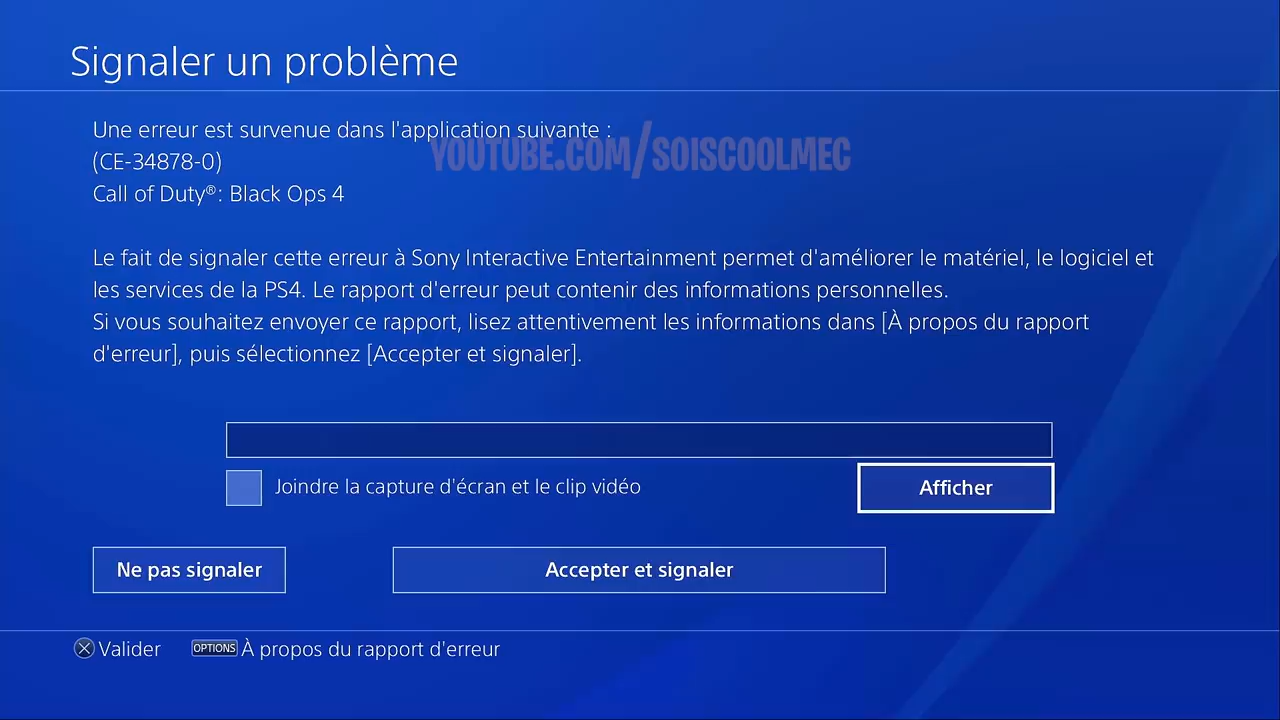 Signaler un problème
Une erreur est survenue dans l'application suivante :
YOUTUBE.COM/SOISCOOLMEC
(CE-34878-0)
Call of Duty®: Black Ops 4
Le fait de signaler cette erreur à Sony Interactive Entertainment permet d'améliorer le matériel, le logiciel et
les services de la PS4. Le rapport d'erreur peut contenir des informations personnelles.
Si vous souhaitez envoyer ce rapport, lisez attentivement les informations dans [À propos du rapport
d'erreur], puis sélectionnez [Accepter et signaler].
Joindre la capture d'écran et le clip vidéo
Afficher
Ne pas signaler
Accepter et signaler
Valider
OPTIONS À propos du rapport d'erreur